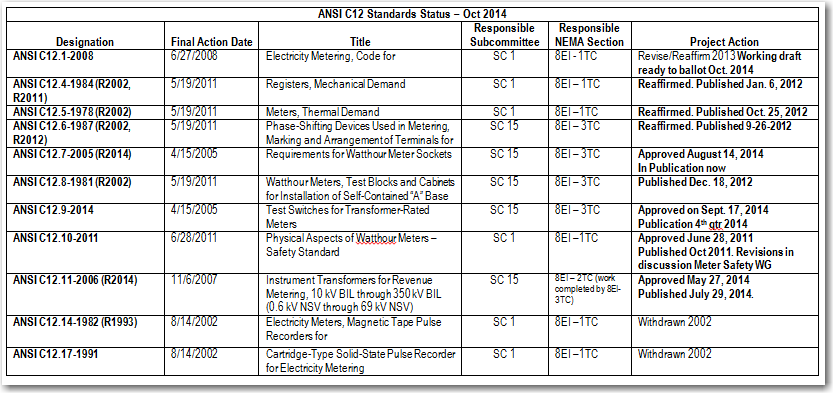 ANSI C12 Standards Status – Oct 2014
Designation Final Action Date Title Responsible Subcommittee Responsible NEMA Section Project Action
ANSI C12.1-2008 6/27/2008 Electricity Metering, Code for SC 1 8EI - 1TC Revise/Reaffirm 2013 Working draft
ready to ballot Oct. 2014
ANSI C12.4-1984 (R2002, 5/19/2011 Registers, Mechanical Demand SC 1 8EI – 1TC Reaffirmed. Published Jan. 6, 2012
R2011)
ANSI C12.5-1978 (R2002) 5/19/2011 Meters, Thermal Demand SC 1 8EI –1TC Reaffirmed. Published Oct. 25, 2012
ANSI C12.6-1987 (R2002, 5/19/2011 Phase-Shifting Devices Used in Metering, SC 15 8EI – 3TC Reaffirmed. Published 9-26-2012
R2012) Marking and Arrangement of Terminals for
ANSI C12.7-2005 (R2014) 4/15/2005 Requirements for Watthour Meter Sockets SC 15 8EI – 3TC Approved August 14, 2014
In Publication now
ANSI C12.8-1981 (R2002) 5/19/2011 Watthour Meters, Test Blocks and Cabinets SC 15 8EI – 3TC Published Dec. 18, 2012
for Installation of Self-Contained “A” Base
ANSI C12.9-2014 4/15/2005 Test Switches for Transformer-Rated SC 15 8EI – 3TC Approved on Sept. 17, 2014
Meters Publication 4th qtr 2014
ANSI C12.10-2011 6/28/2011 Physical Aspects of Watthour Meters – SC 1 8EI –1TC Approved June 28, 2011
Safety Standard Published Oct 2011. Revisions in
discussion Meter Safety WG
ANSI C12.11-2006 (R2014) 11/6/2007 Instrument Transformers for Revenue SC 15 8EI – 2TC (work Approved May 27, 2014
Metering, 10 kV BIL through 350 kV BIL completed by 8EI- Published July 29, 2014.
(0.6 kV NSV through 69 kV NSV) 3TC)
ANSI C12.14-1982 (R1993) 8/14/2002 Electricity Meters, Magnetic Tape Pulse SC 1 8EI –1TC Withdrawn 2002
Recorders for
ANSI C12.17-1991 8/14/2002 Cartridge-Type Solid-State Pulse Recorder SC 1 8EI –1TC Withdrawn 2002
for Electricity Metering